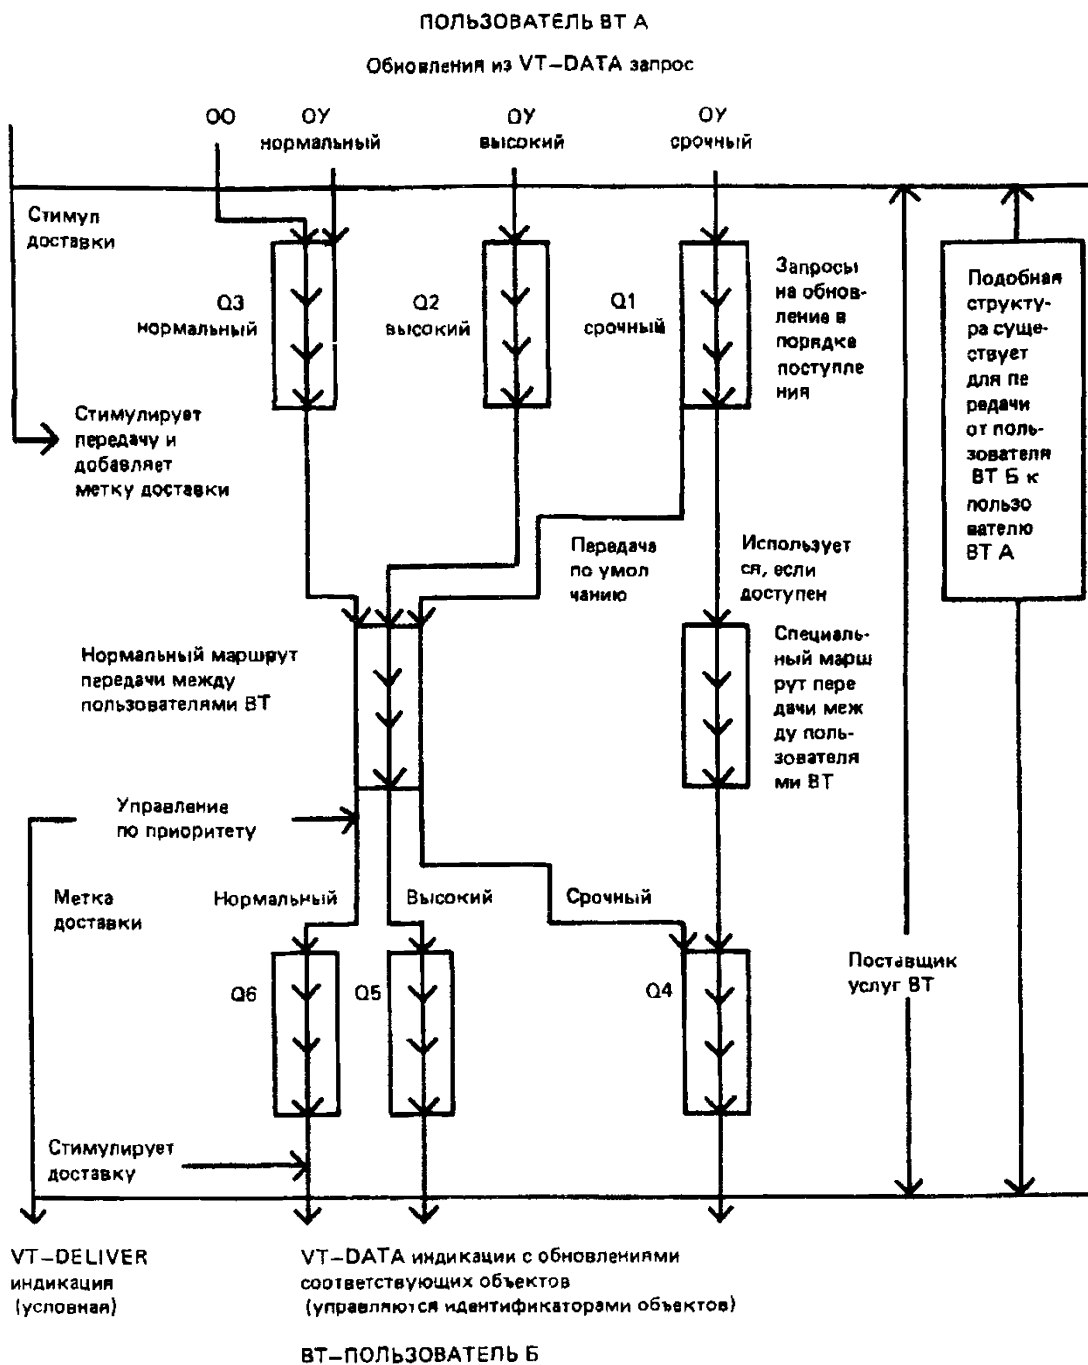 ПОЛЬЗОВАТЕЛЬ ВТ А
Обновления из VT–DATA запрос
ОО
ОУ
нормальный
ОУ
высокий
ОУ
срочный
Стимул
доставки
Q3
нормальный
Q2
высокий
Q1
срочный
Запросы
на обнов-
ление в
порядке
поступле
ния
Подобная
структу-
ра суще-
ствует
для пе
редачи
от поль-
зователя
ВТ Б к
пользо
вателю
ВТ А
Стимулирует
передачу и
добавляет
метку доставки
Передача
по умол
чанию
Использует
ся, если
доступен
Нормальный маршрут
передачи между
пользователями ВТ
Специаль-
ный марш
рут пере
дачи меж
ду поль-
зователя
ми ВТ
Управление
по приоритету
Метка
доставки
Нормальный
Высокий
Срочный
Q6
Q5
Q4
Поставщик
услуг ВТ
Стимулирует
доставку
VT–DELIVER
индикация
(условная)
VT–DATA индикации с обновлениями
соответствующих объектов
(управляются идентификаторами объектов)
ВТ–ПОЛЬЗОВАТЕЛЬ Б